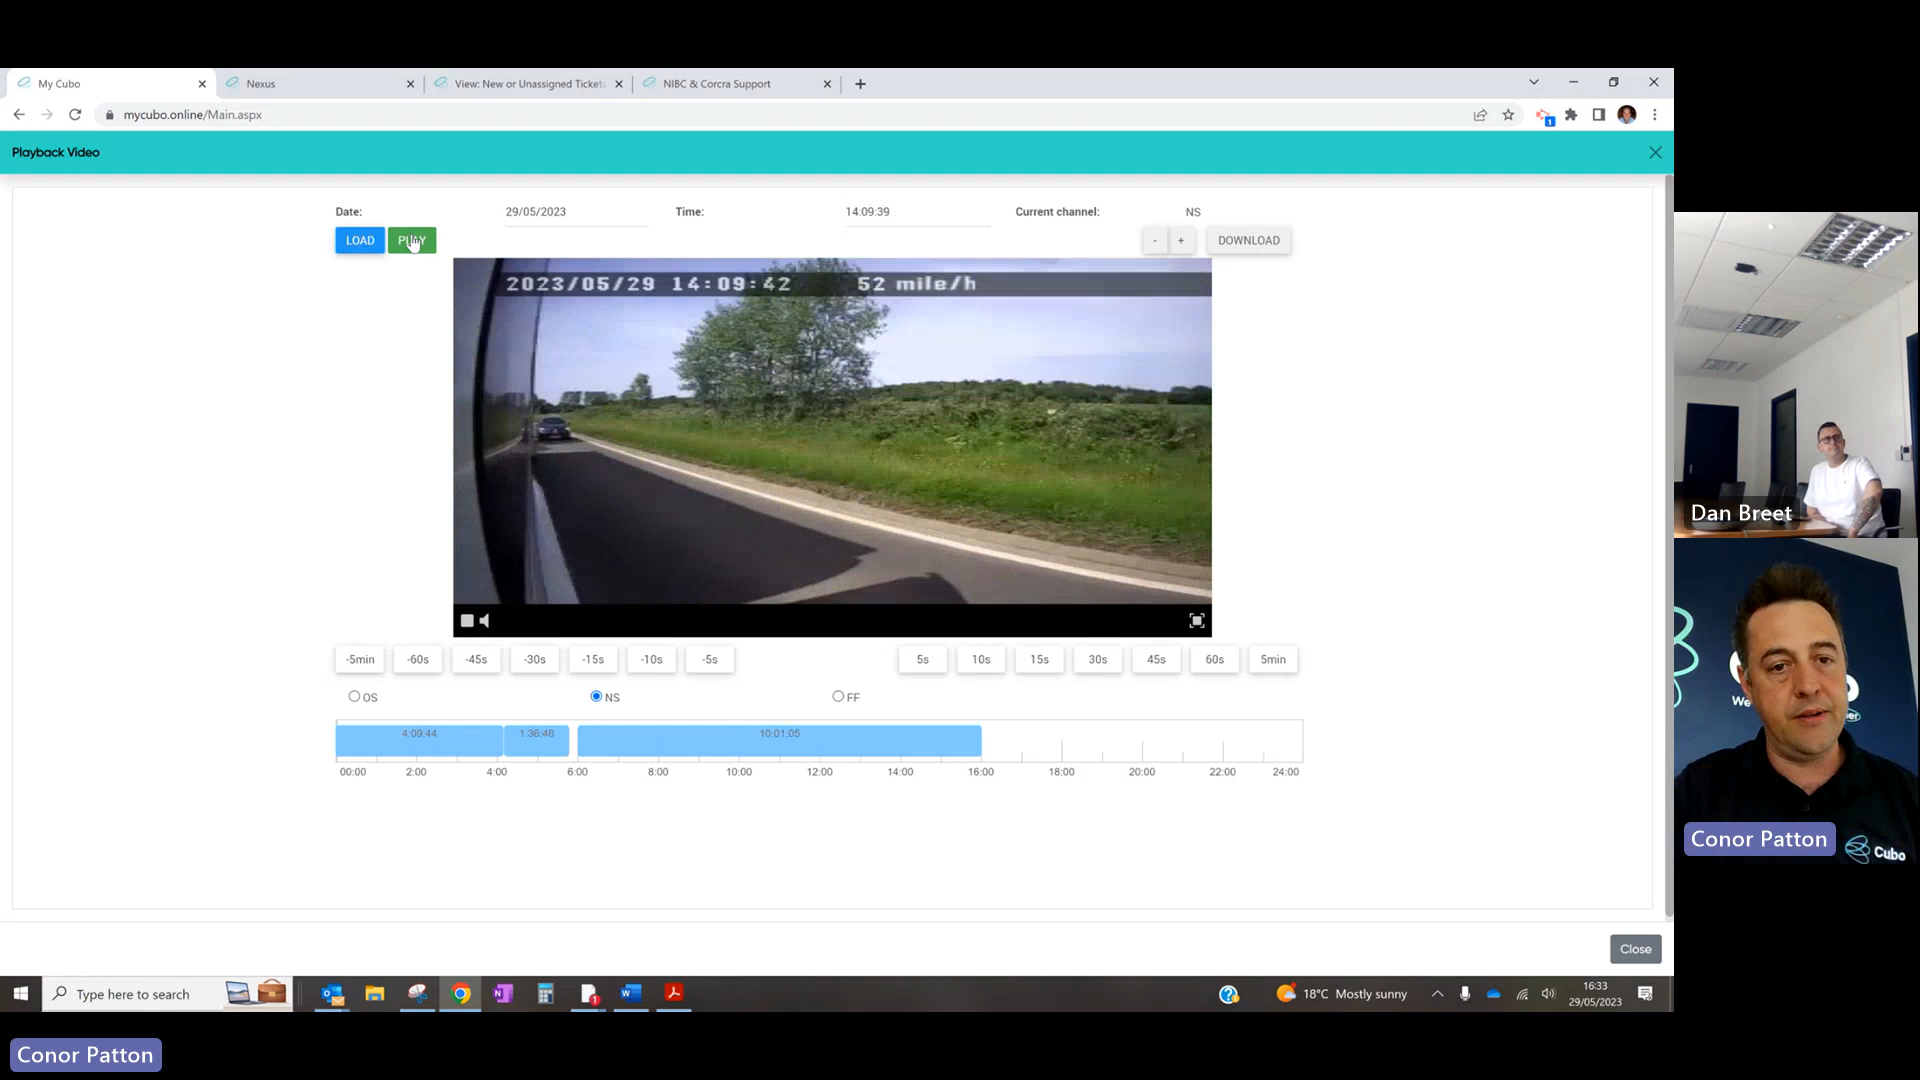 My Cubo
Nexus
View: New or Unassigned Tickets
NIBC & Corcra Support
mycubo.online/Main.aspx
1
Playback Video
Date:
29/05/2023
Time:
14:09:39
Current channel:
NS
LOAD
PLAY
-
+
DOWNLOAD
2023/05/29 14:09:42 52 mile/h
-5min
-60s
-45s
-30s
-15s
-10s
-5s
5s
10s
15s
30s
45s
60s
5min
OS
NS
FF
4:09:44
1:36:48
10:01:05
00:00
2:00
4:00
6:00
8:00
10:00
12:00
14:00
16:00
18:00
20:00
22:00
24:00
Close
Dan Breet
We
Conor Patton
Cubo
Type here to search
18°C Mostly sunny
16:33
29/05/2023
Conor Patton